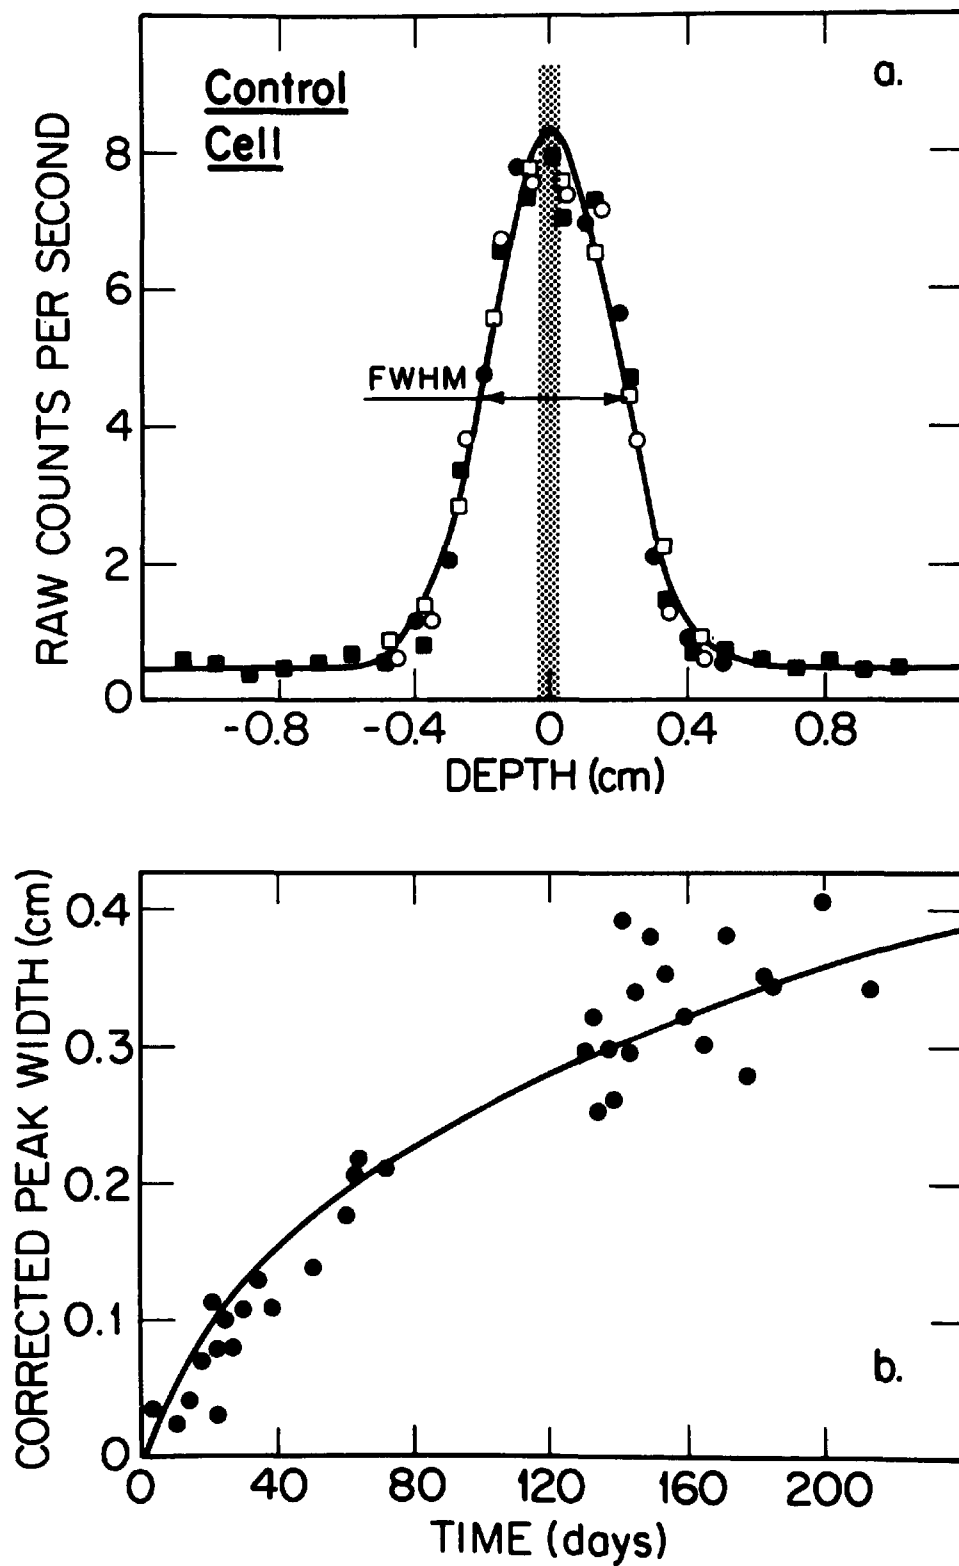 a.
Control
Cell
RAW COUNTS PER SECOND
8
6
4
2
0
FWHM
-0.8
-0.4
0
0.4
0.8
DEPTH (cm)
CORRECTED PEAK WIDTH (cm)
0.4
0.3
0.2
0.1
0
b.
0
40
80
120
160
200
TIME (days)